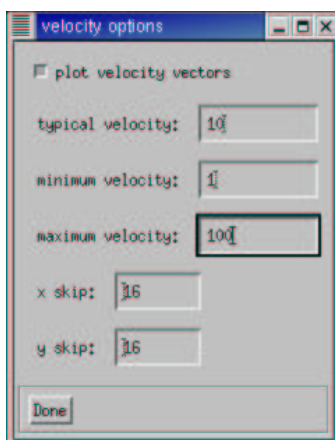 velocity options
plot velocity vectors
typical velocity: 10
minimum velocity: 1
maximum velocity: 100
x skip: 16
y skip: 16
Done